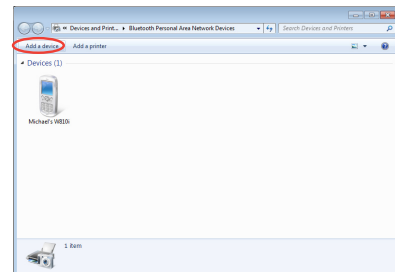 « Devices and Print... ▸ Bluetooth Personal Area Network Devices
Search Devices and Printers
Add a device
Add a printer
Devices (1)
Michael's W810i
1 item